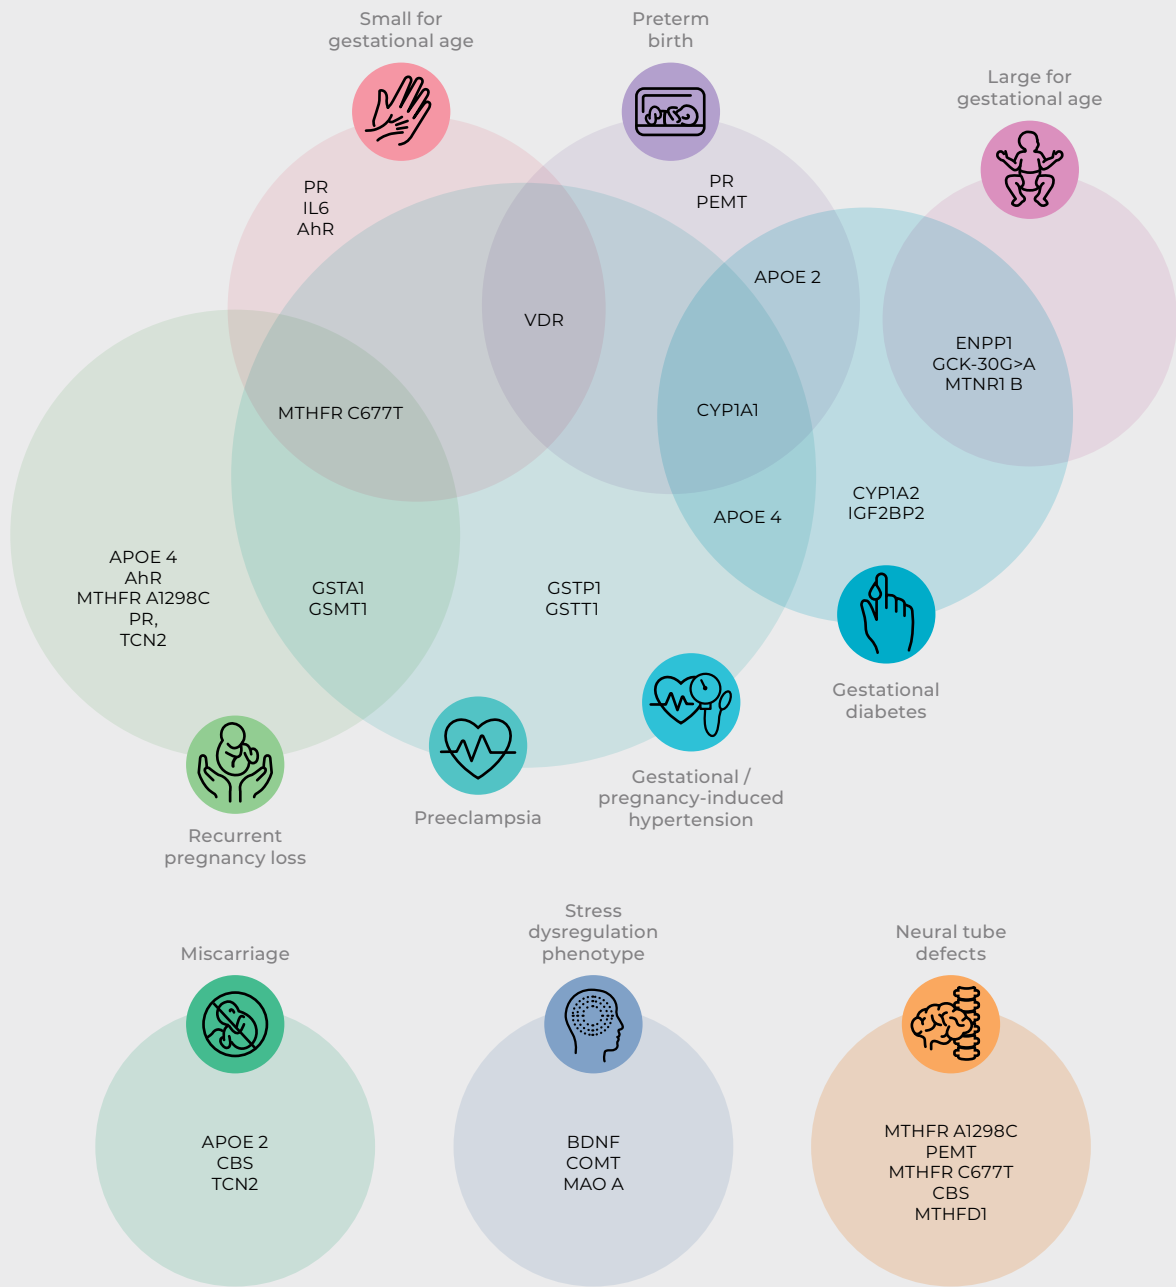 Small for
gestational age
Preterm
birth
Large for
gestational age
PR
IL6
AhR
PR
PEMT
APOE 2
VDR
ENPP1
GCK-30G>A
MTNR1 B
MTHFR C677T
CYP1A1
CYP1A2
IGF2BP2
APOE 4
APOE 4
AhR
MTHFR A1298C
PR,
TCN2
GSTA1
GSMT1
GSTP1
GSTT1
Gestational
diabetes
Gestational /
pregnancy-induced
hypertension
Preeclampsia
Recurrent
pregnancy loss
Miscarriage
Stress
dysregulation
phenotype
Neural tube
defects
APOE 2
CBS
TCN2
BDNF
COMT
MAO A
MTHFR A1298C
PEMT
MTHFR C677T
CBS
MTHFD1